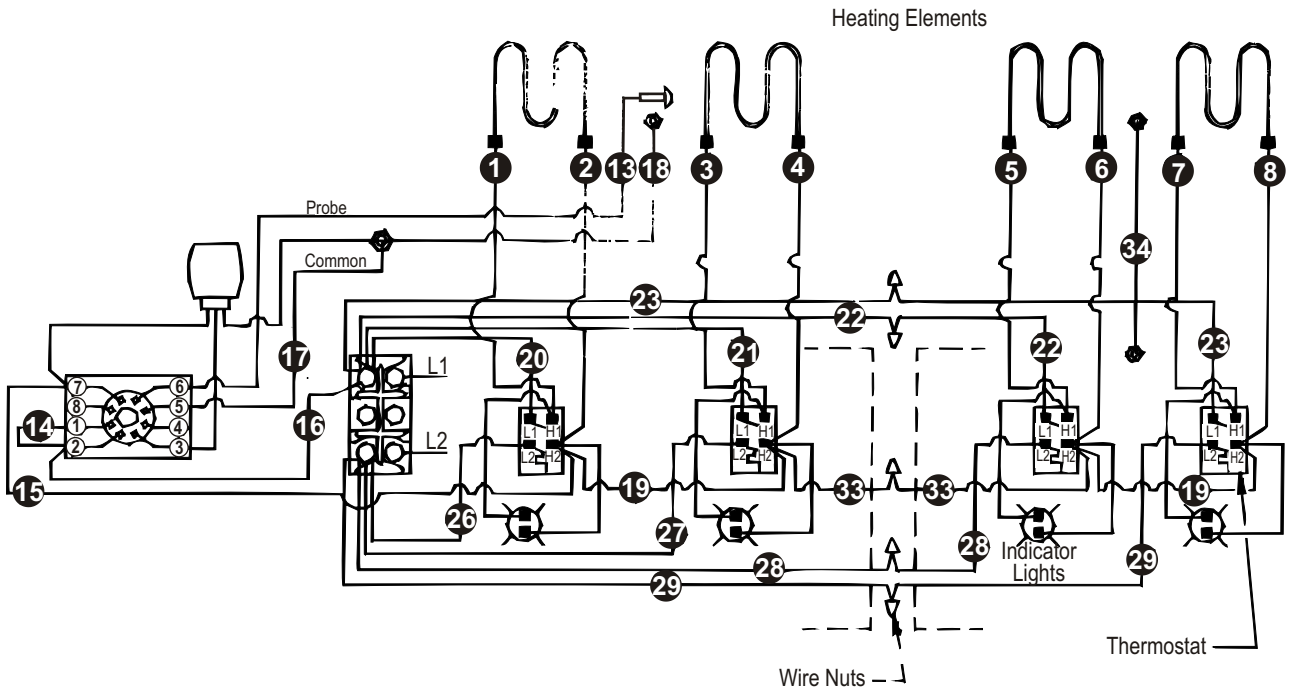 Heating Elements
1 2 13 18 3 4 5 6 7 8
Probe
34
Common
23
22
17 20 21 22 23
L1
7 6
8 5
14 1 4
2 3
16
L1 H1 L1 H1 L1 H1 L1 H1
L2
L2 H2 L2 H2 L2 H2 L2 H2
15 19 33 33 19
26 27
28 29
Indicator
Lights
28
29
Thermostat
Wire Nuts